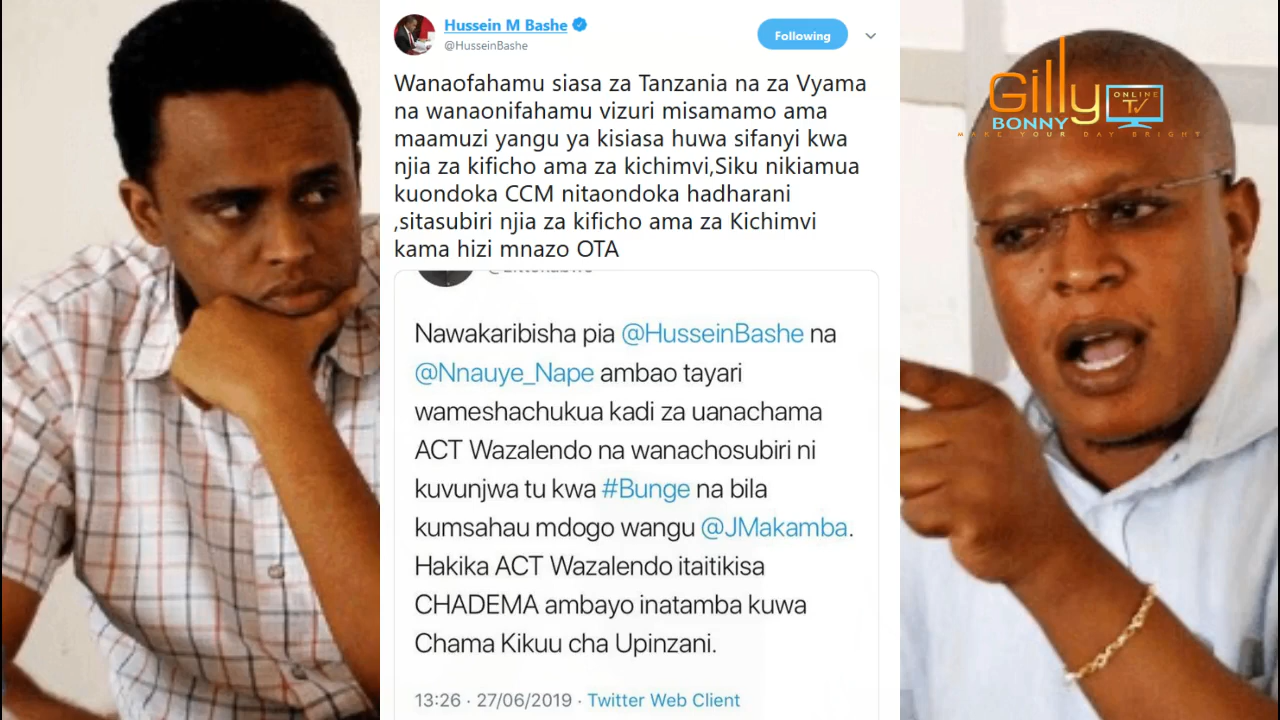 Hussein M Bashe
@HusseinBashe
Following
Wanaofahamu siasa za Tanzania na za Vyama
na wanaonifahamu vizuri misamamo ama
maamuzi yangu ya kisiasa huwa sifanyi kwa
njia za kificho ama za kichimvi,Siku nikiamua
kuondoka CCM nitaondoka hadharani
,sitasubiri njia za kificho ama za Kichimvi
kama hizi mnazo OTA
Nawakaribisha pia @HusseinBashe na
@Nnauye_Nape ambao tayari
wameshachukua kadi za uanachama
ACT Wazalendo na wanachosubiri ni
kuvunjwa tu kwa #Bunge na bila
kumsahau mdogo wangu @JMakamba.
Hakika ACT Wazalendo itaitikisa
CHADEMA ambayo inatamba kuwa
Chama Kikuu cha Upinzani.
13:26 · 27/06/2019 · Twitter Web Client
Gilly
BONNY
ONLINE
TV
MAKE YOUR DAY BRIGHT